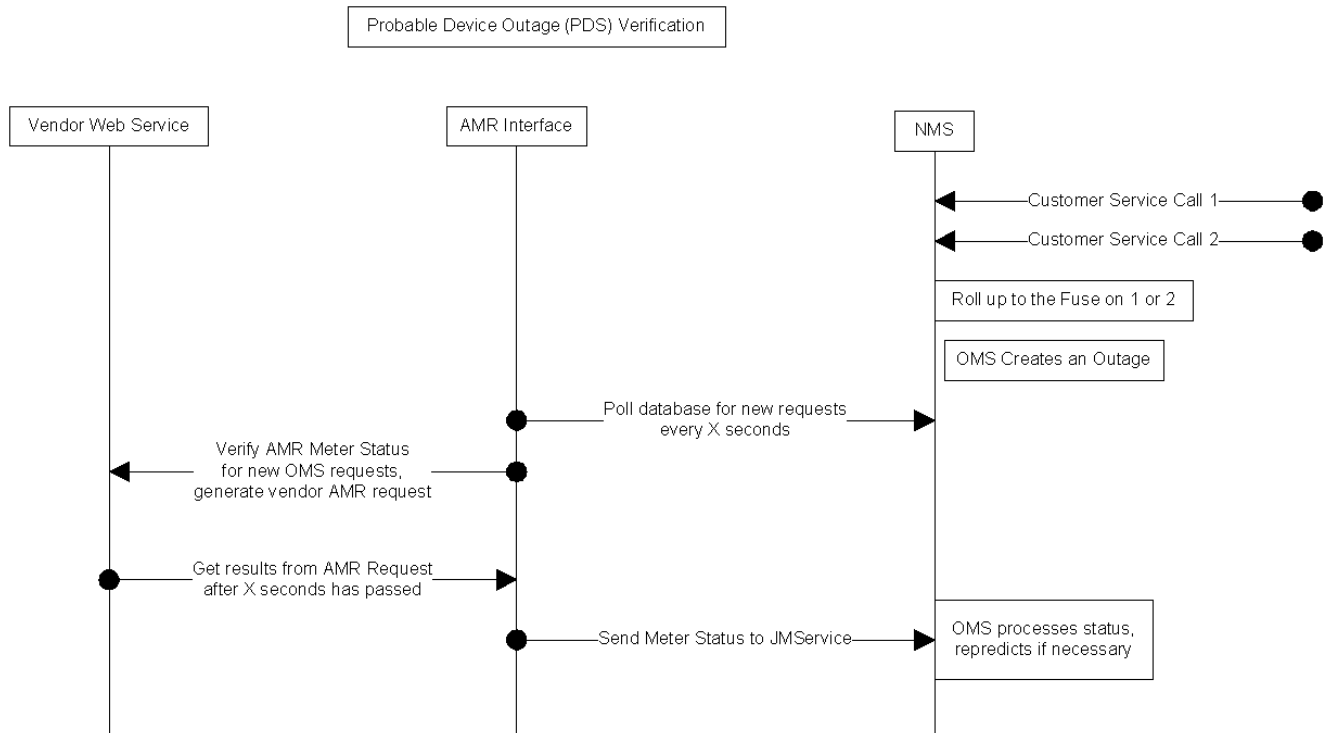 Probable Device Outage (PDS) Verification
Vendor Web Service
AMR Interface
NMS
Customer Service Call 1
Customer Service Call 2
Roll up to the Fuse on 1 or 2
OMS Creates an Outage
Poll database for new requests
every X seconds
Verify AMR Meter Status
for new OMS requests,
generate vendor AMR request
Get results from AMR Request
after X seconds has passed
Send Meter Status to JMService
OMS processes status,
repredicts if necessary